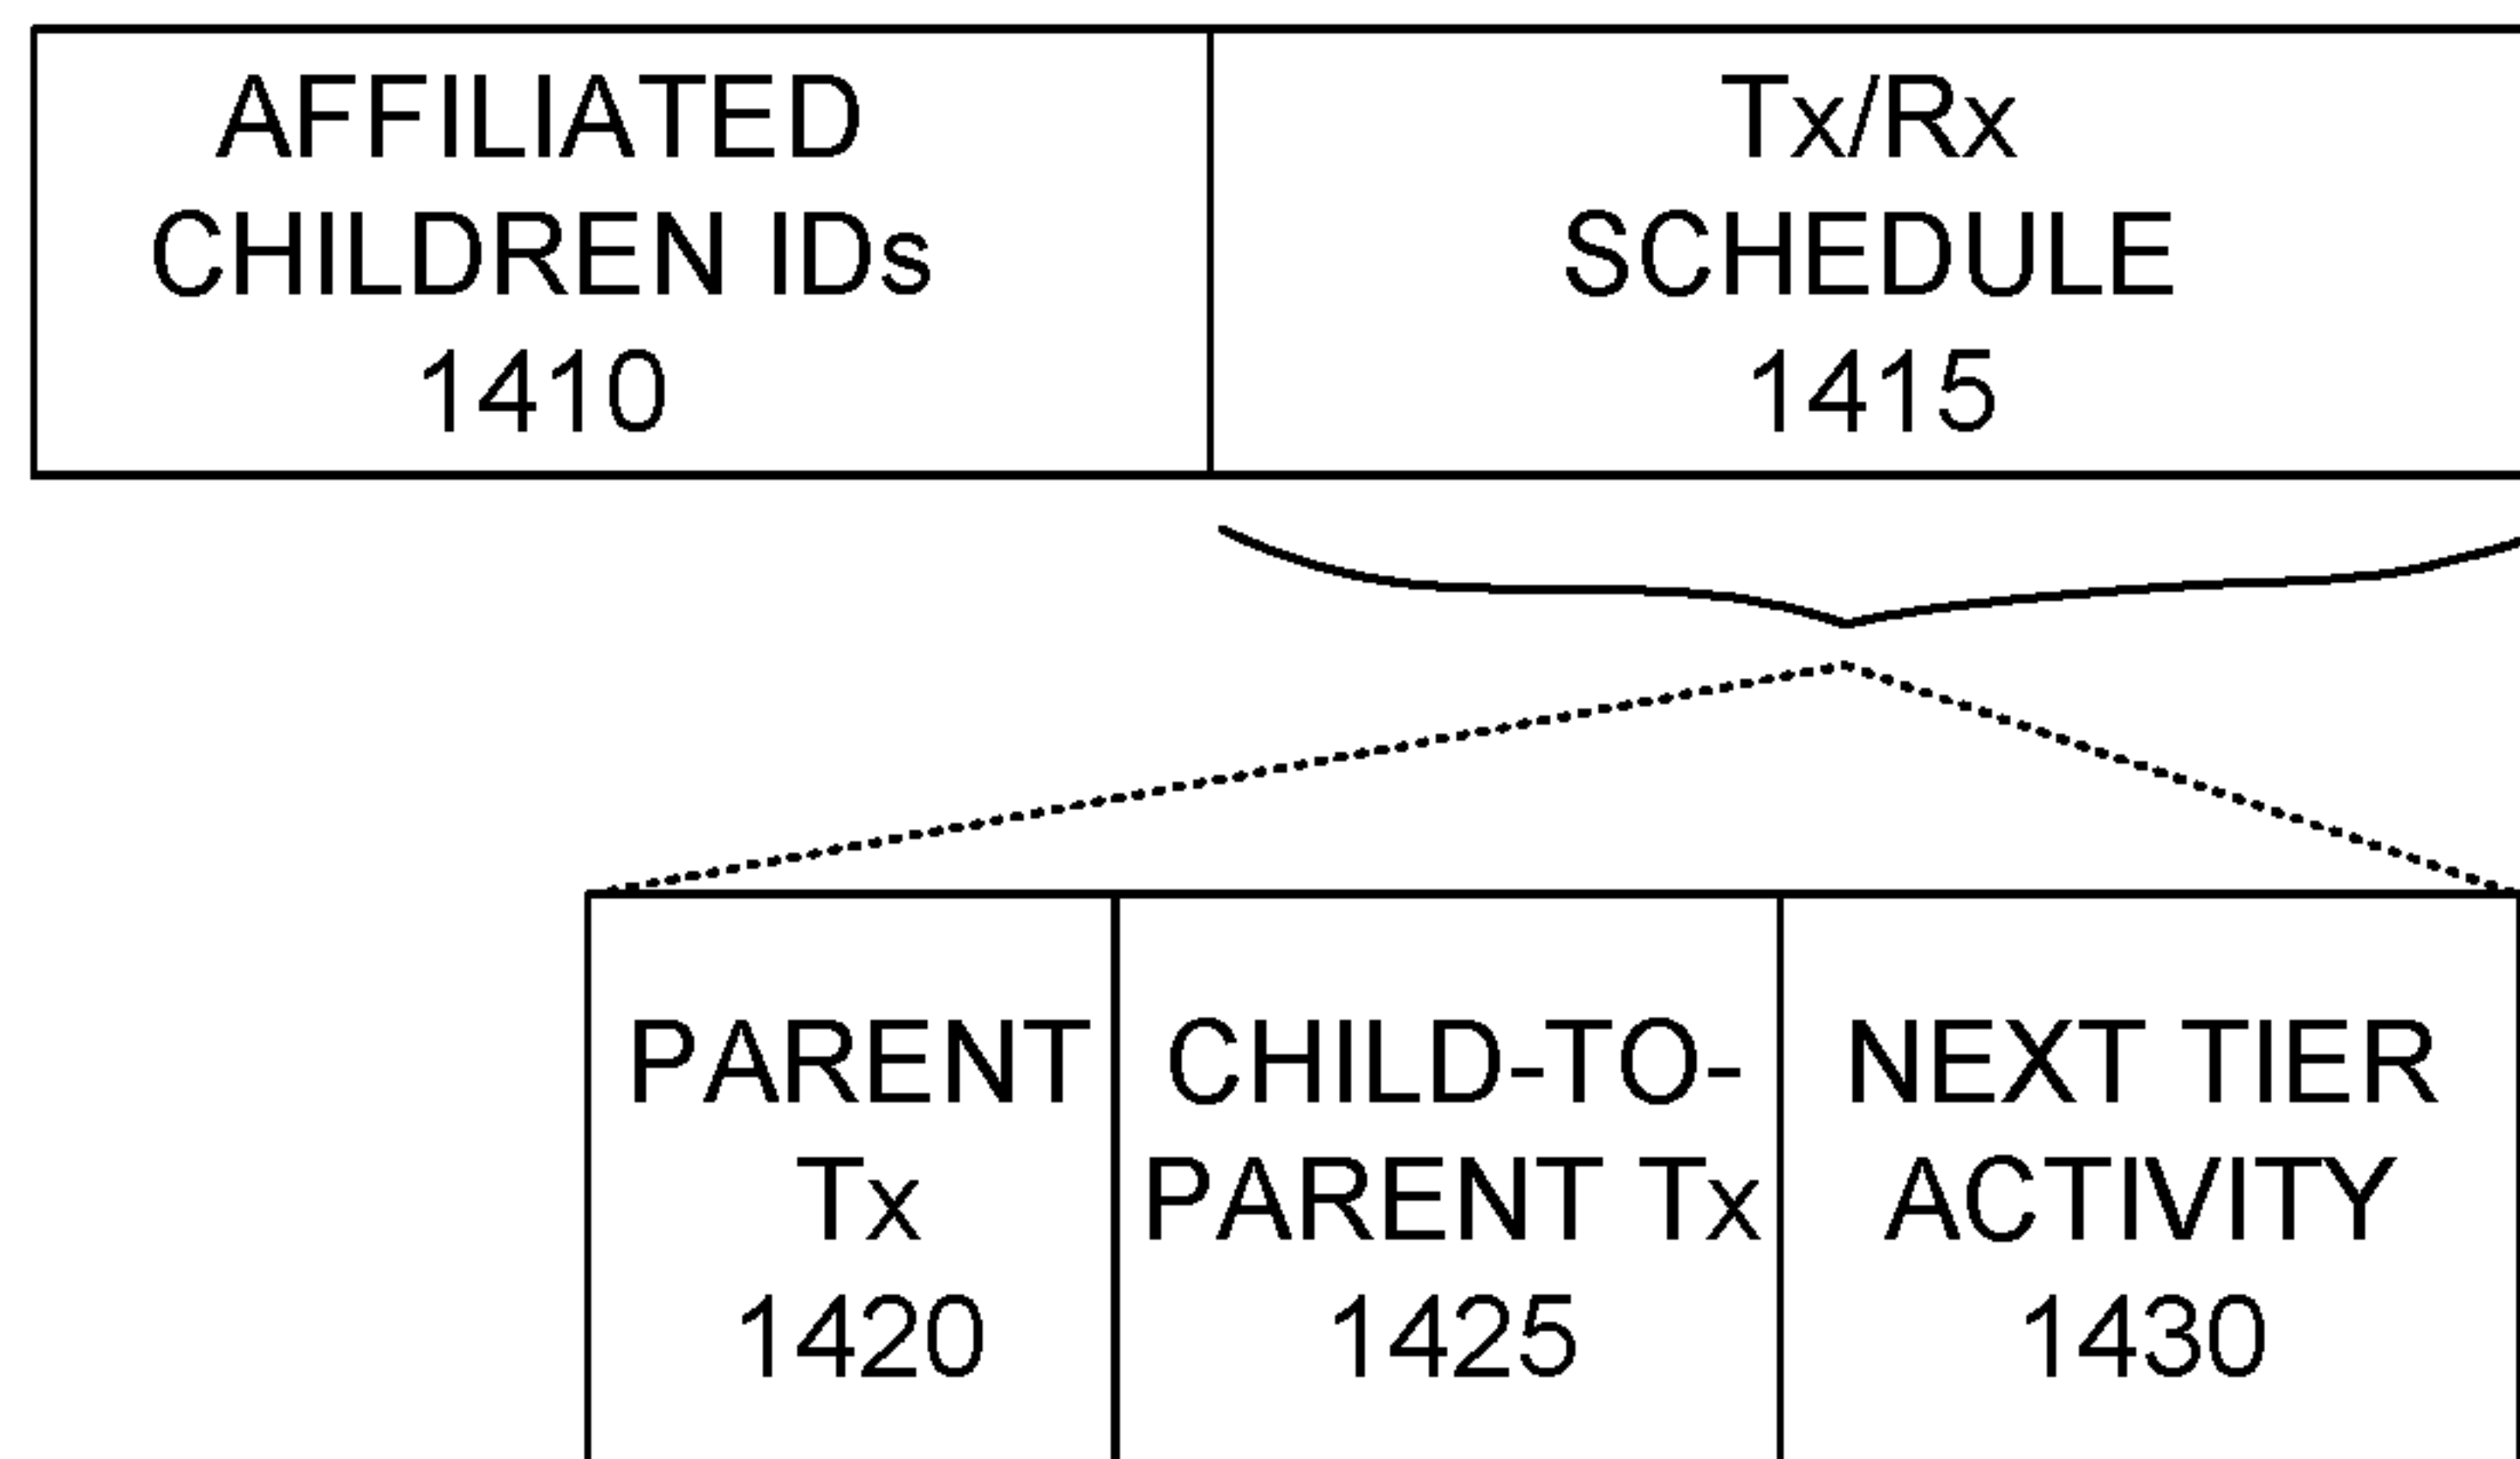 AFFILIATED
CHILDREN IDs
1410
Tx/Rx
SCHEDULE
1415
PARENT
Tx
1420
CHILD-TO-
PARENT Tx
1425
NEXT TIER
ACTIVITY
1430